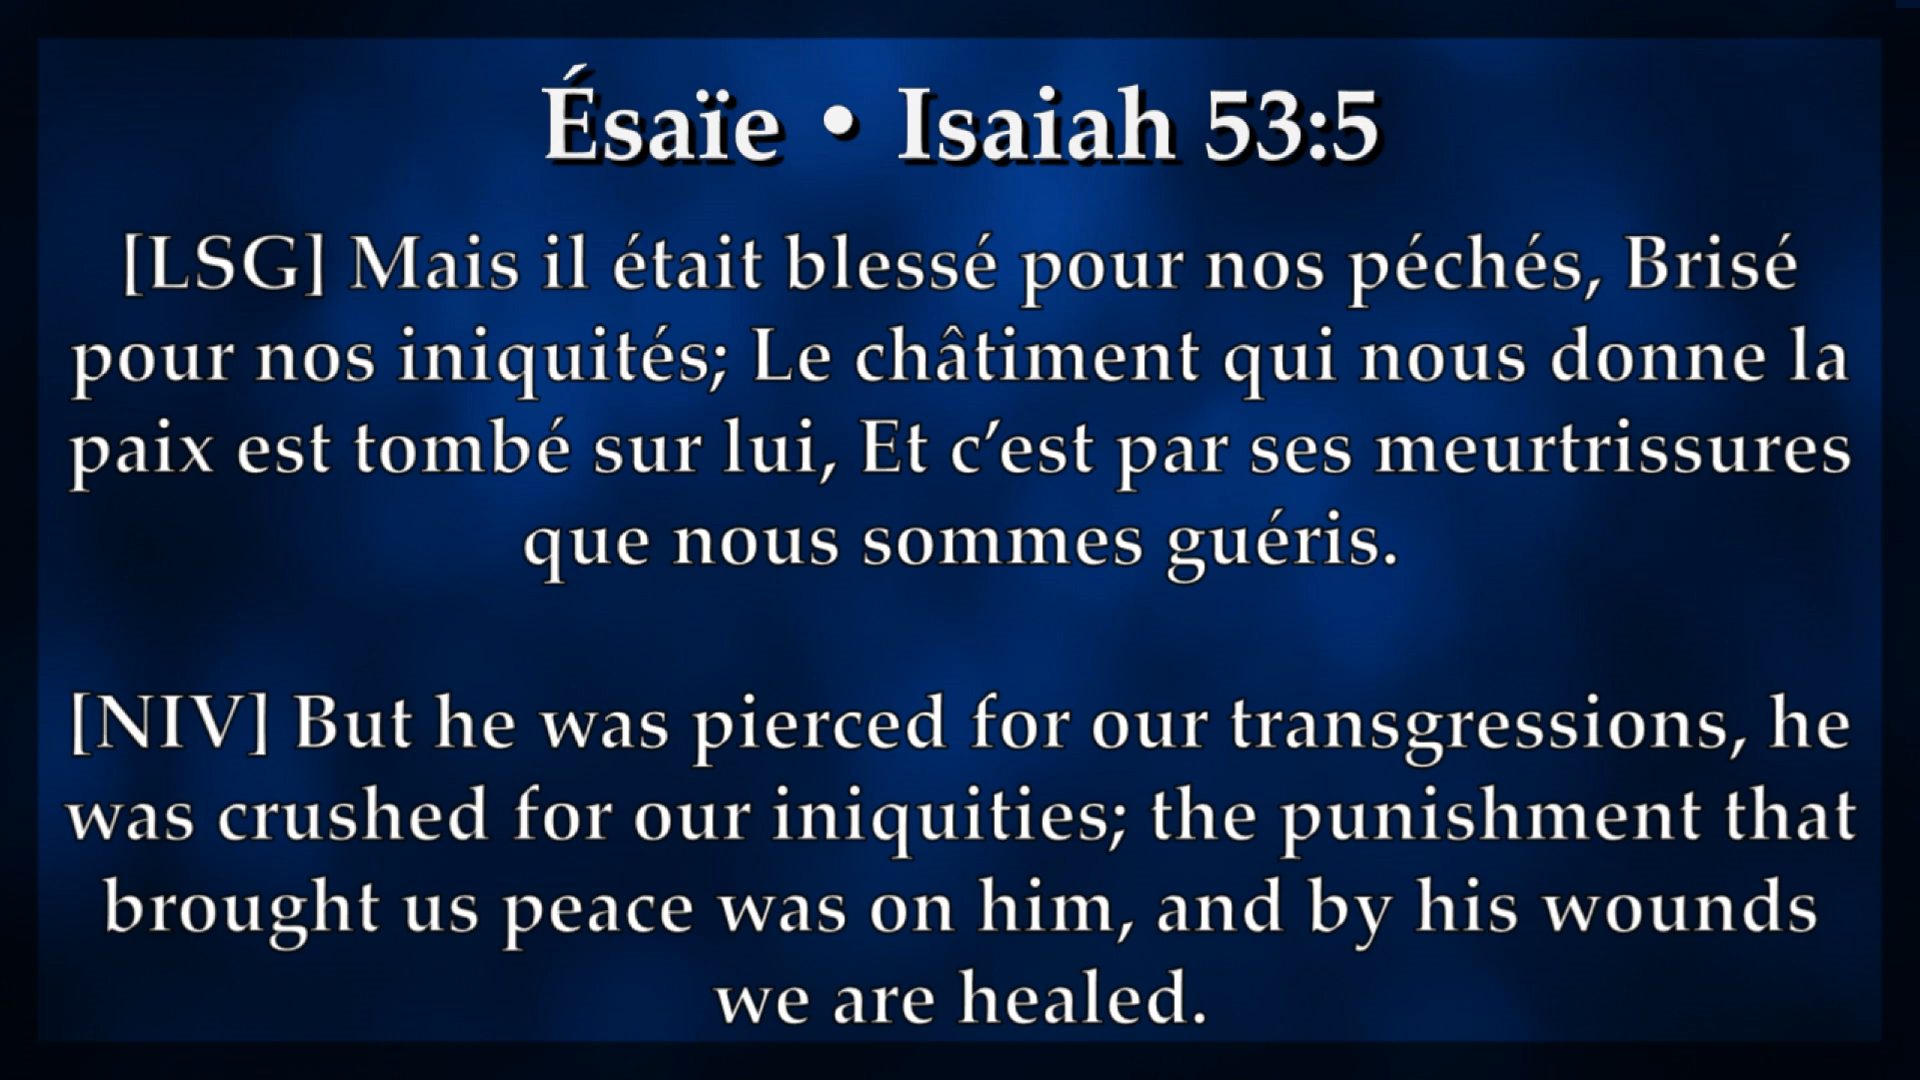 Ésaïe • Isaiah 53:5
[LSG] Mais il était blessé pour nos péchés, Brisé
pour nos iniquités; Le châtiment qui nous donne la
paix est tombé sur lui, Et c’est par ses meurtrissures
que nous sommes guéris.
[NIV] But he was pierced for our transgressions, he
was crushed for our iniquities; the punishment that
brought us peace was on him, and by his wounds
we are healed.